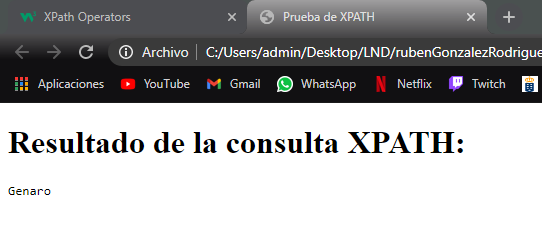 XPath Operators
Prueba de XPATH
Archivo C:/Users/admin/Desktop/LND/rubenGonzalezRodrigue
Aplicaciones YouTube Gmail WhatsApp Netflix Twitch
Resultado de la consulta XPATH:
Genaro